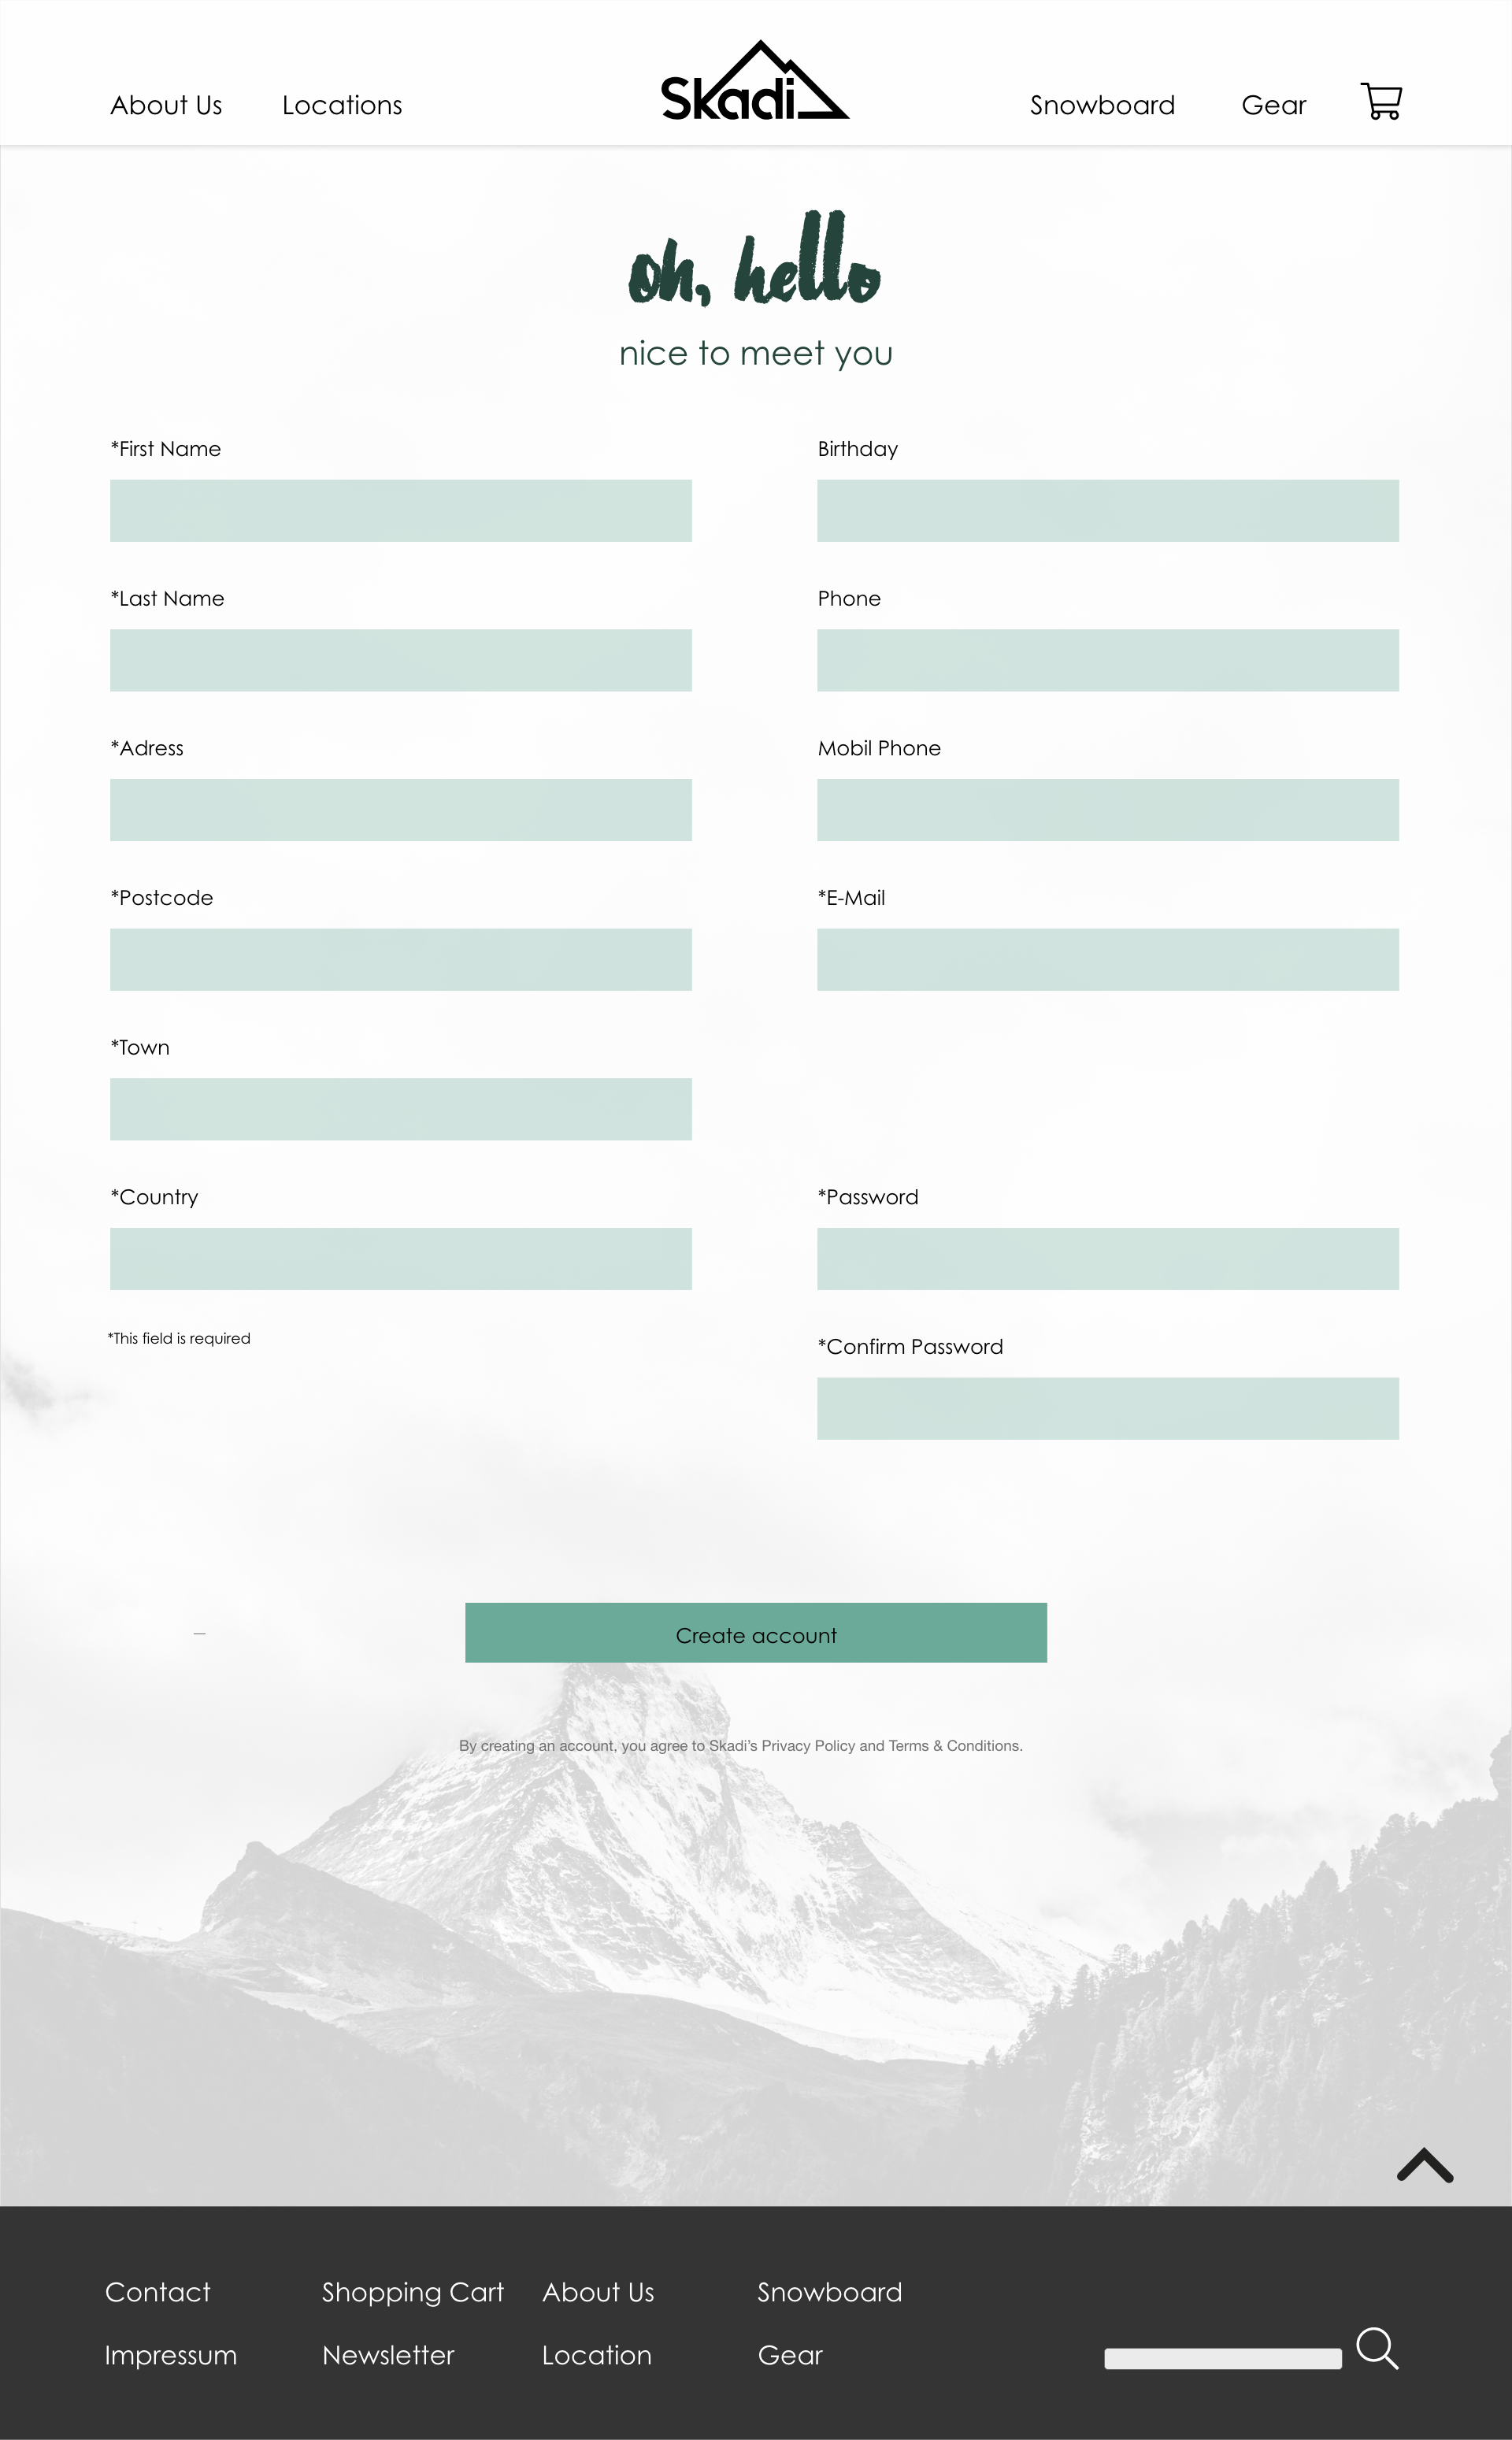 About Us Locations Skadi Snowboard Gear
oh, hello
nice to meet you
*First Name
*Last Name
*Adress
*Postcode
*Town
*Country
*This field is required
Birthday
Phone
Mobil Phone
*E-Mail
*Password
*Confirm Password
Create account
By creating an account, you agree to Skadi’s Privacy Policy and Terms & Conditions.
Contact Shopping Cart About Us Snowboard
Impressum Newsletter Location Gear